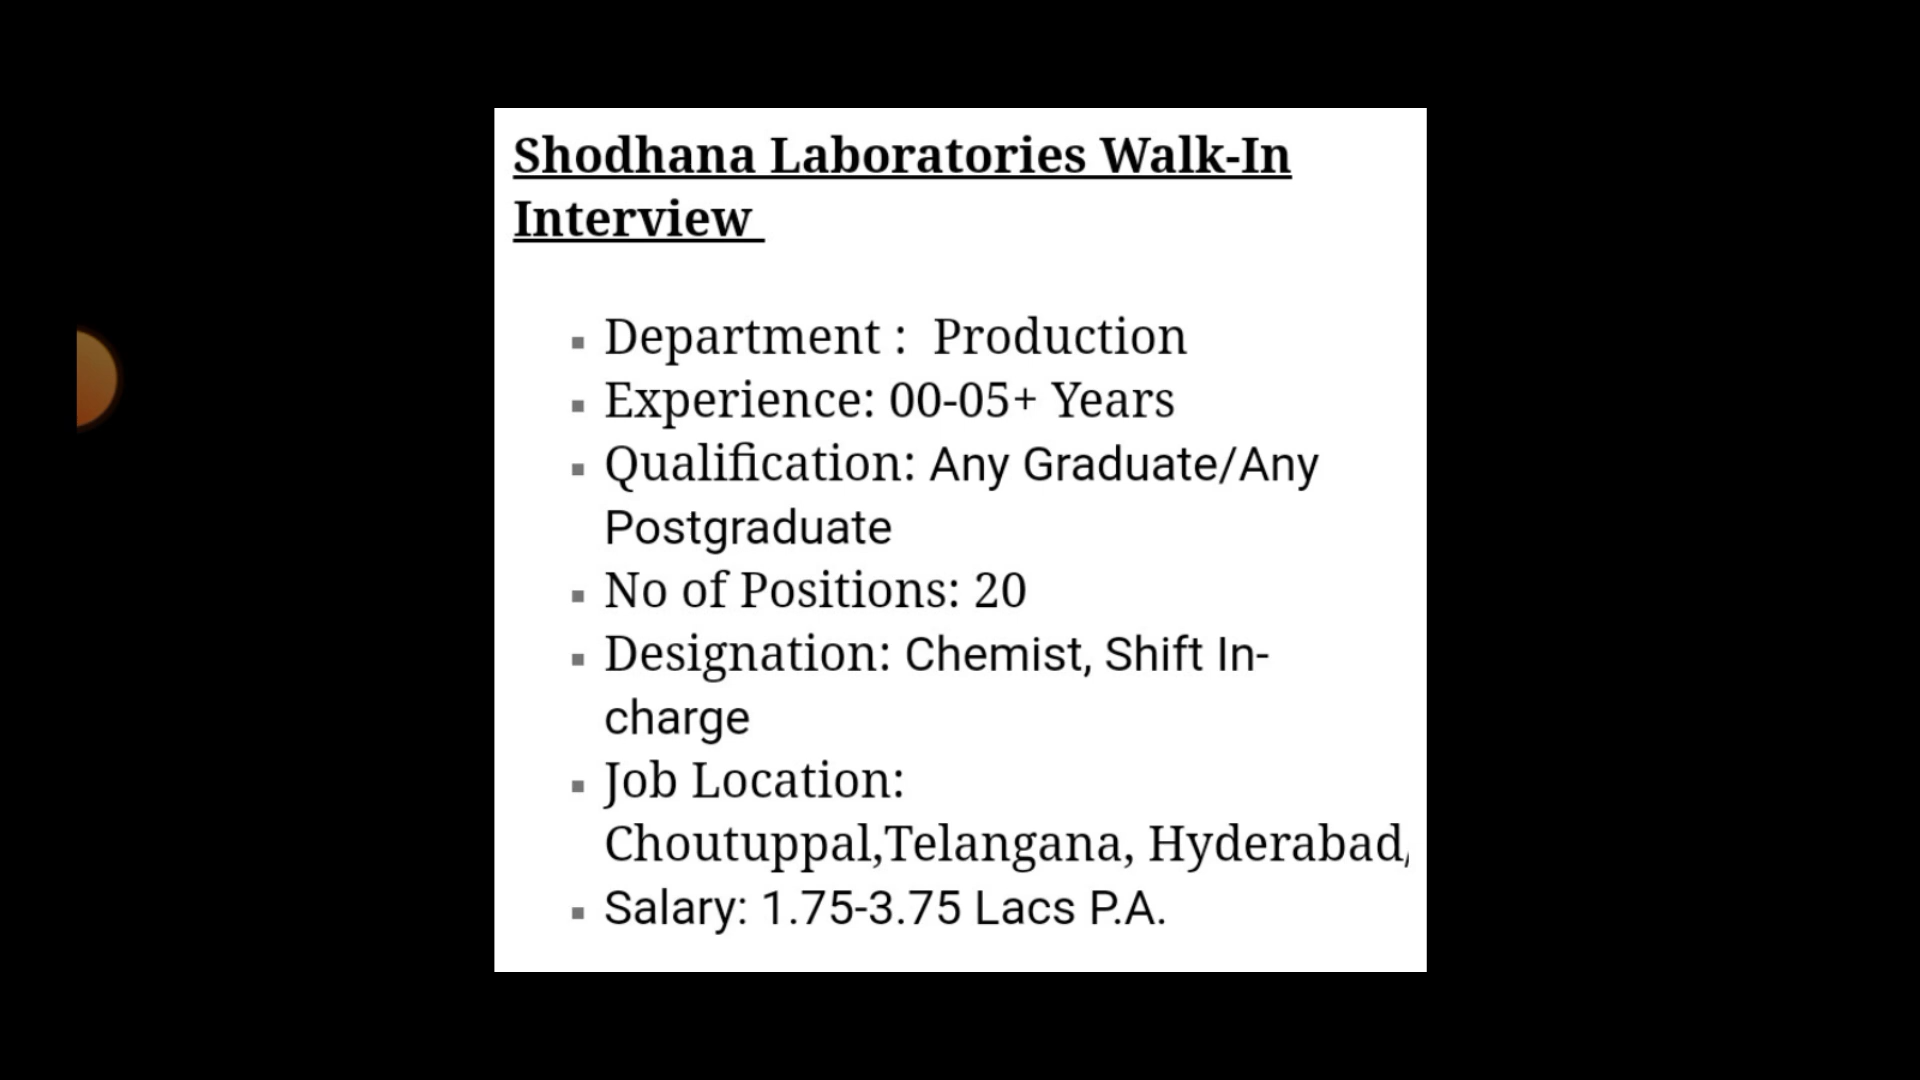 Shodhana Laboratories Walk-In
Interview
Department :  Production
Experience: 00-05+ Years
Qualification: Any Graduate/Any
Postgraduate
No of Positions: 20
Designation: Chemist, Shift In-
charge
Job Location:
Choutuppal,Telangana, Hyderabad,
Salary: 1.75-3.75 Lacs P.A.